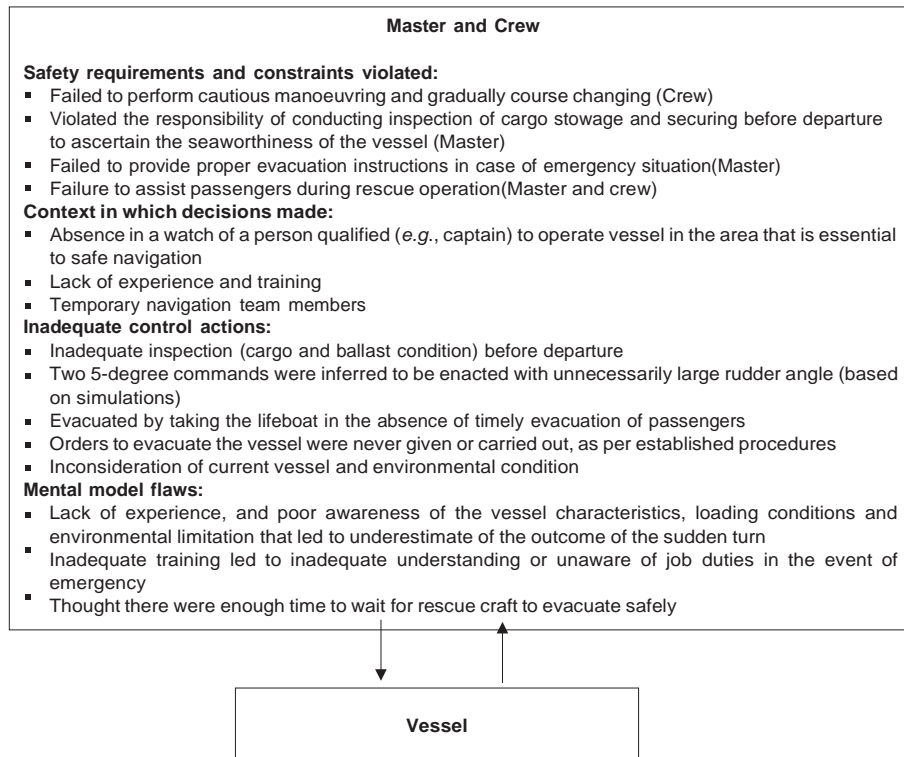 Master and Crew
Safety requirements and constraints violated:
▪ Failed to perform cautious manoeuvring and gradually course changing (Crew)
▪ Violated the responsibility of conducting inspection of cargo stowage and securing before departure
to ascertain the seaworthiness of the vessel (Master)
▪ Failed to provide proper evacuation instructions in case of emergency situation(Master)
▪ Failure to assist passengers during rescue operation(Master and crew)
Context in which decisions made:
▪ Absence in a watch of a person qualified (e.g., captain) to operate vessel in the area that is essential
to safe navigation
▪ Lack of experience and training
▪ Temporary navigation team members
Inadequate control actions:
▪ Inadequate inspection (cargo and ballast condition) before departure
▪ Two 5-degree commands were inferred to be enacted with unnecessarily large rudder angle (based
on simulations)
▪ Evacuated by taking the lifeboat in the absence of timely evacuation of passengers
▪ Orders to evacuate the vessel were never given or carried out, as per established procedures
▪ Inconsideration of current vessel and environmental condition
Mental model flaws:
▪ Lack of experience, and poor awareness of the vessel characteristics, loading conditions and
environmental limitation that led to underestimate of the outcome of the sudden turn
▪ Inadequate training led to inadequate understanding or unaware of job duties in the event of
emergency
▪ Thought there were enough time to wait for rescue craft to evacuate safely
Vessel